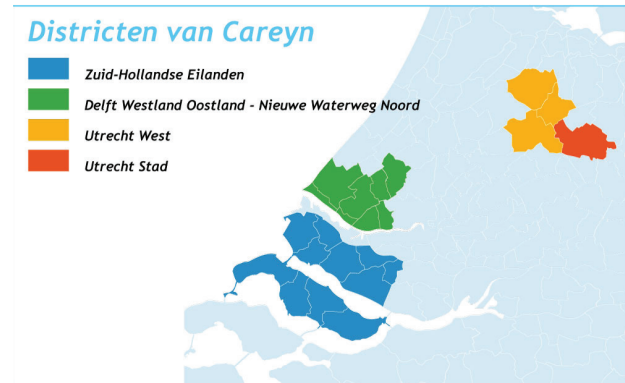 Districten van Careyn
Zuid-Hollandse Eilanden
Delft Westland Oostland - Nieuwe Waterweg Noord
Utrecht West
Utrecht Stad